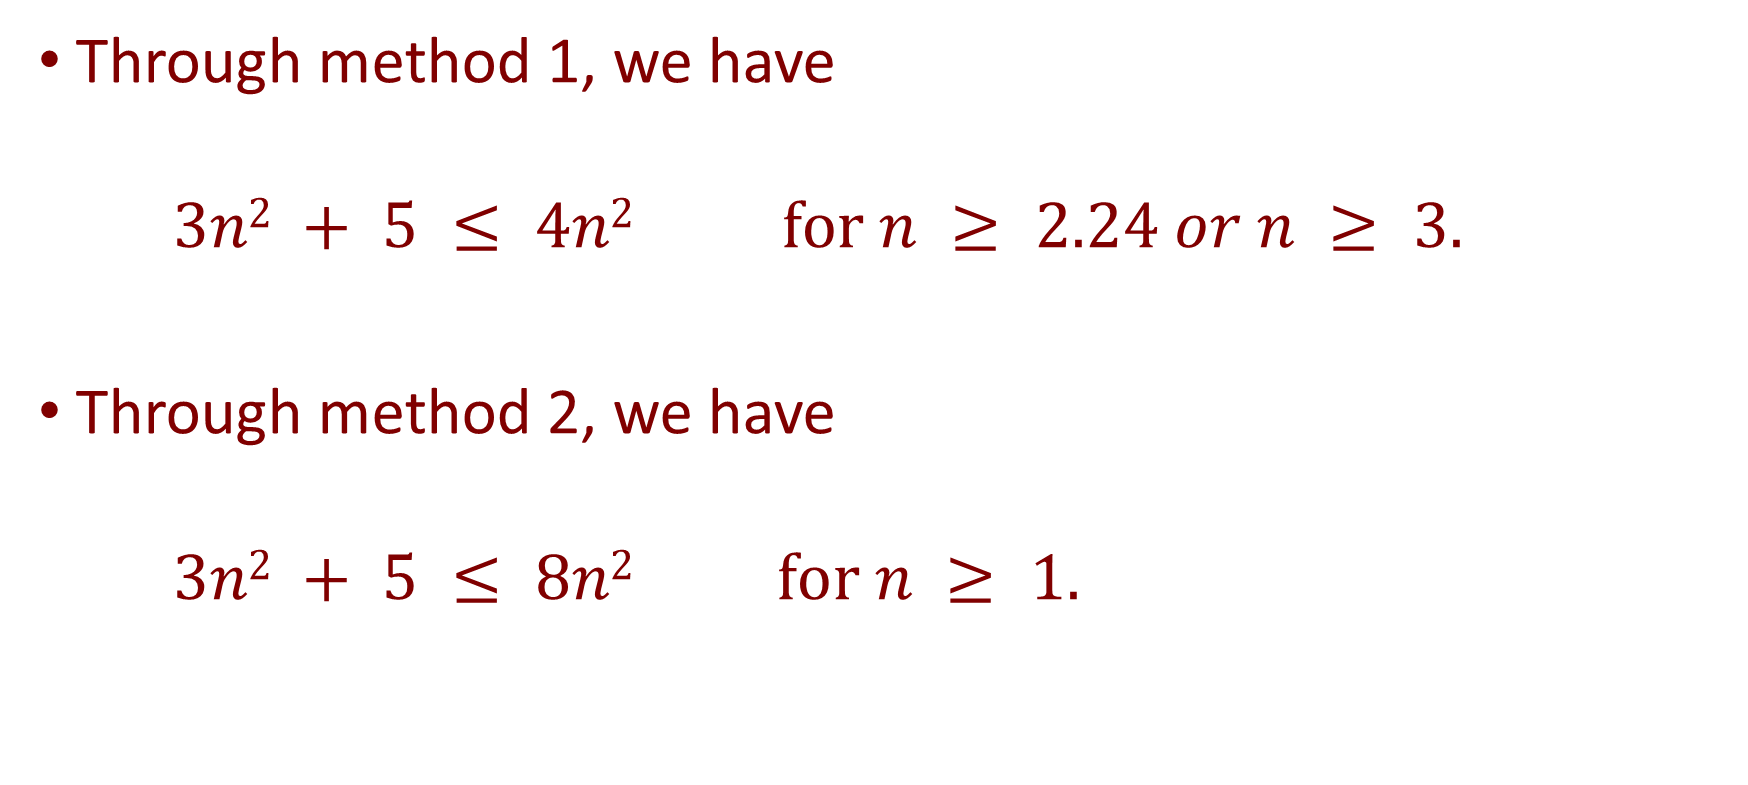 • Through method 1, we have
3n² + 5 ≤ 4n² for n ≥ 2.24 or n ≥ 3.
• Through method 2, we have
3n² + 5 ≤ 8n² for n ≥ 1.